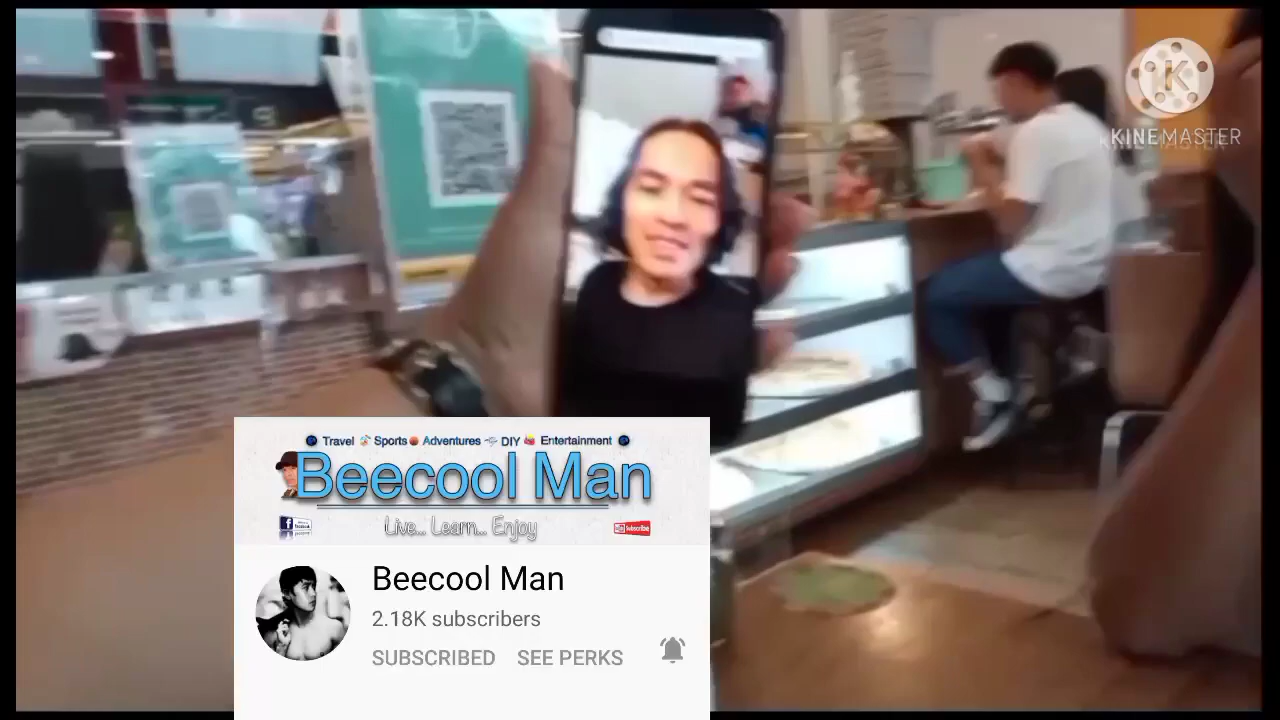 KINEMASTER
Travel Sports Adventures DIY Entertainment
Beecool Man
Live... Learn... Enjoy
Subscribe
Beecool Man
2.18K subscribers
SUBSCRIBED SEE PERKS